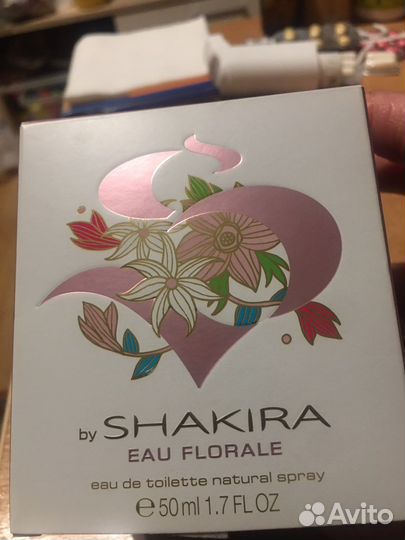 by SHAKIRA
EAU FLORALE
eau de toilette natural spray
℮ 50 ml 1.7 FL OZ
Avito